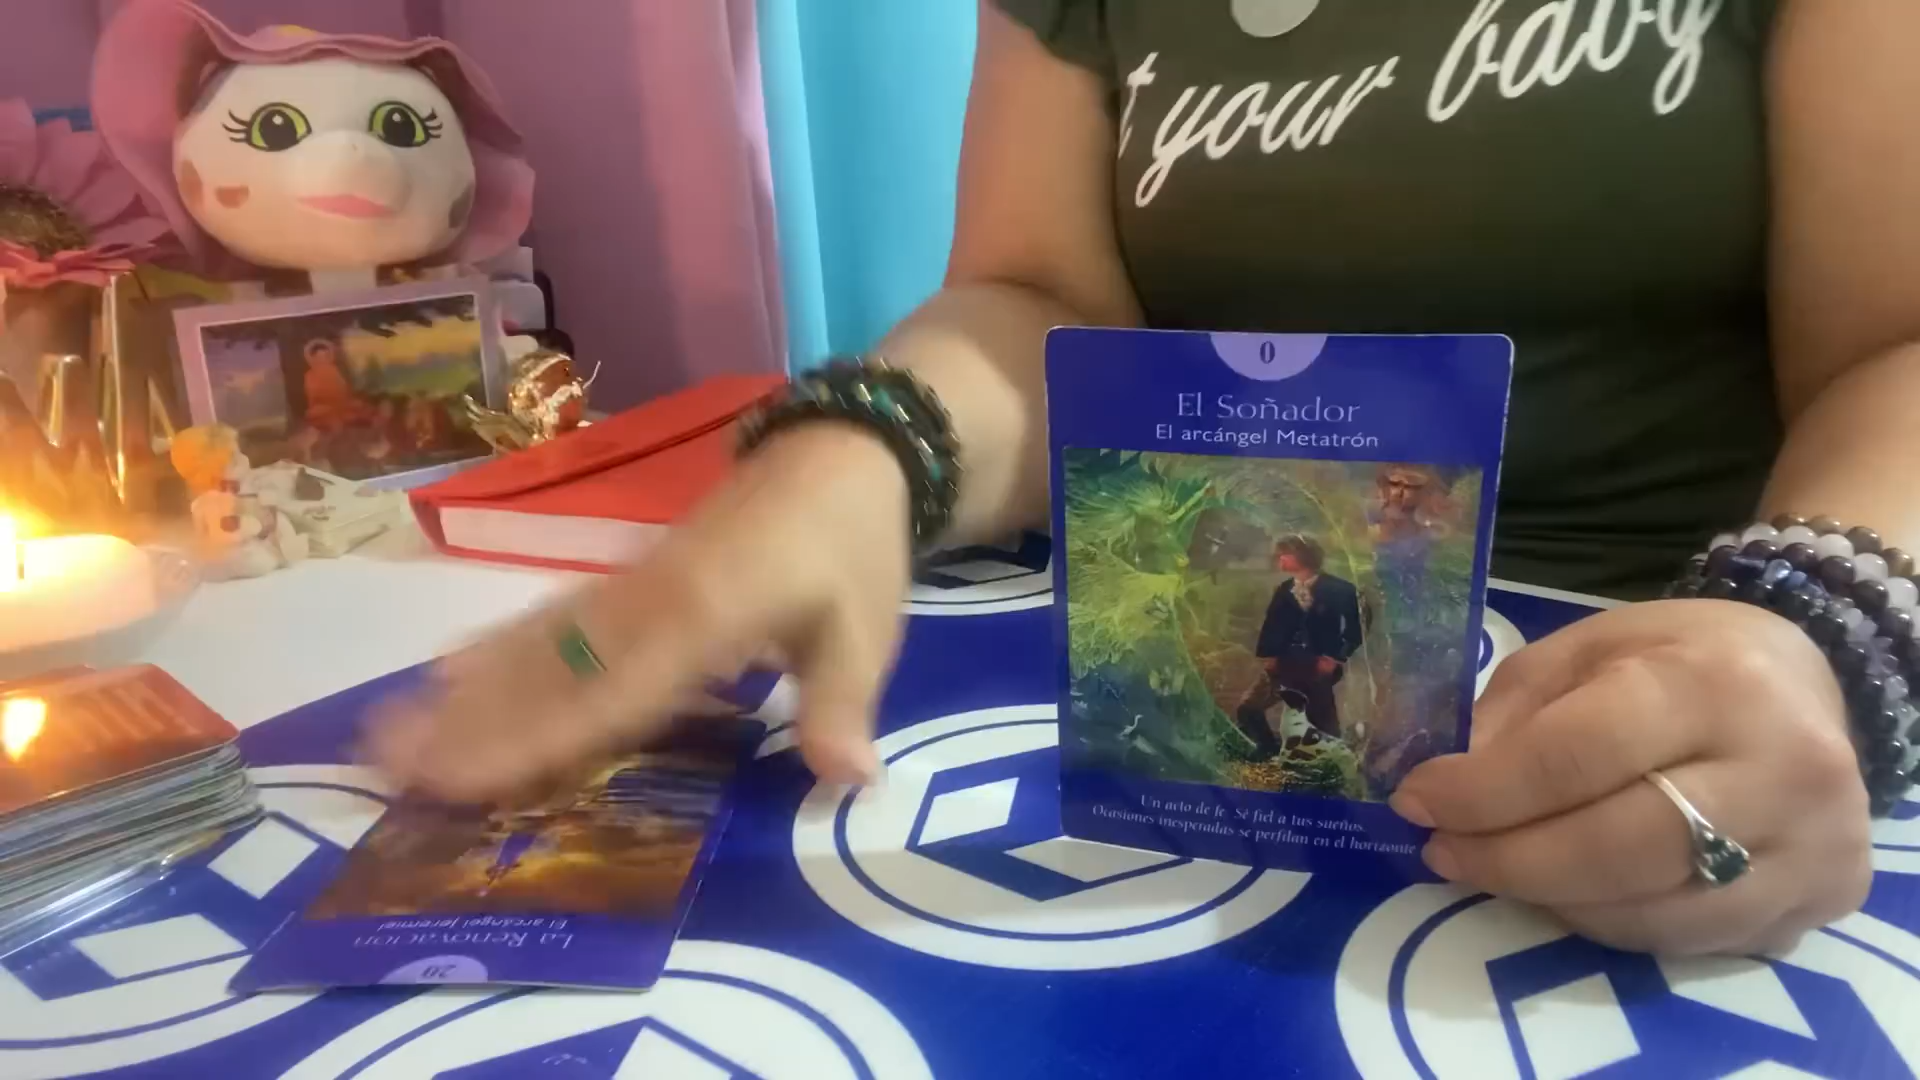 t your baby
0
El Soñador
El arcángel Metatrón
Un acto de fe Sé fiel a tus sueños.
Ocasiones inesperadas se perfilan en el horizonte
El arcángel Jeremiel
La Renovación
20